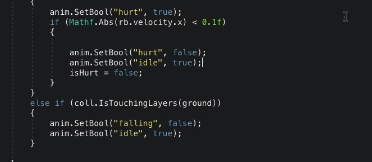 {
anim.SetBool("hurt", true);
if (Mathf.Abs(rb.velocity.x) < 0.1f)
{
anim.SetBool("hurt", false);
anim.SetBool("idle", true);
isHurt = false;
}
}
else if (coll.IsTouchingLayers(ground))
{
anim.SetBool("falling", false);
anim.SetBool("idle", true);
}